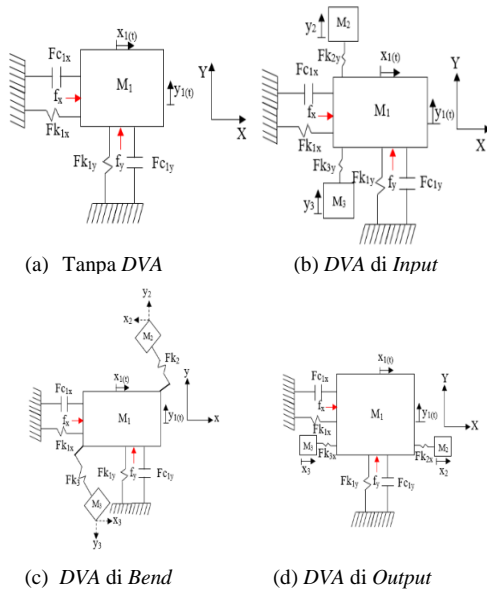 x1(t)
Fc1x
M1
fx
y1(t)
Fk1x
Fk1y
fy
Fc1y
Y
X
(a) Tanpa DVA
y2
M2
Fk2y
x1(t)
Fc1x
M1
fx
y1(t)
Fk1x
Fk3y
Fk1y
fy
Fc1y
y3
M3
Y
X
(b) DVA di Input
y2
x2
M2
Fk2
x1(t)
Fc1x
M1
fx
y1(t)
Fk1x
Fk3
Fk1y
fy
Fc1y
M3
x3
y3
y
x
(c) DVA di Bend
x1(t)
Fc1x
M1
fx
y1(t)
Fk1x
M3
Fk3x
x3
Fk2x
M2
x2
Fk1y
fy
Fc1y
Y
X
(d) DVA di Output